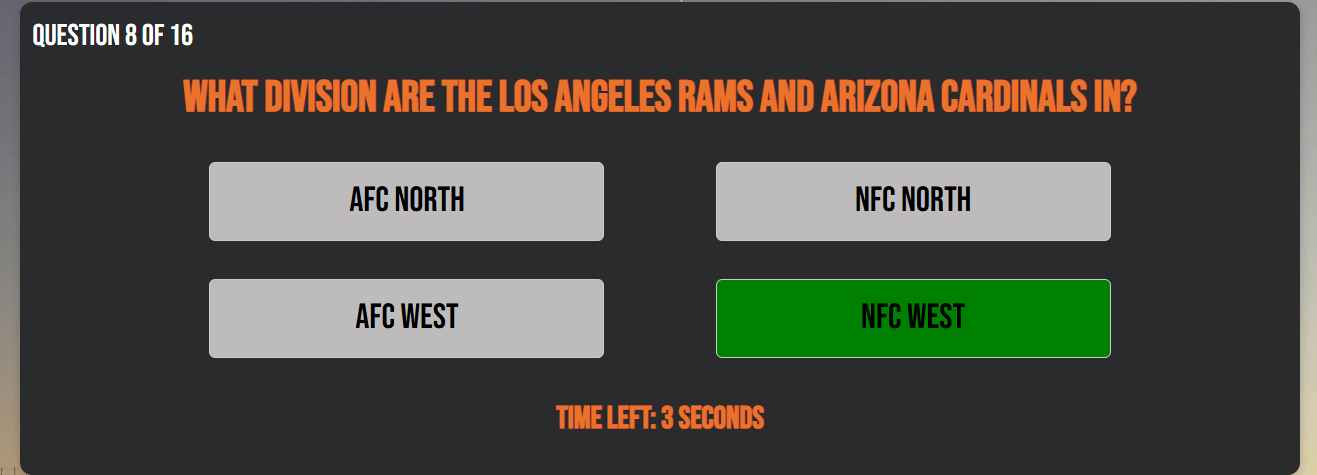 QUESTION 8 OF 16
WHAT DIVISION ARE THE LOS ANGELES RAMS AND ARIZONA CARDINALS IN?
AFC NORTH
NFC NORTH
AFC WEST
NFC WEST
TIME LEFT: 3 SECONDS